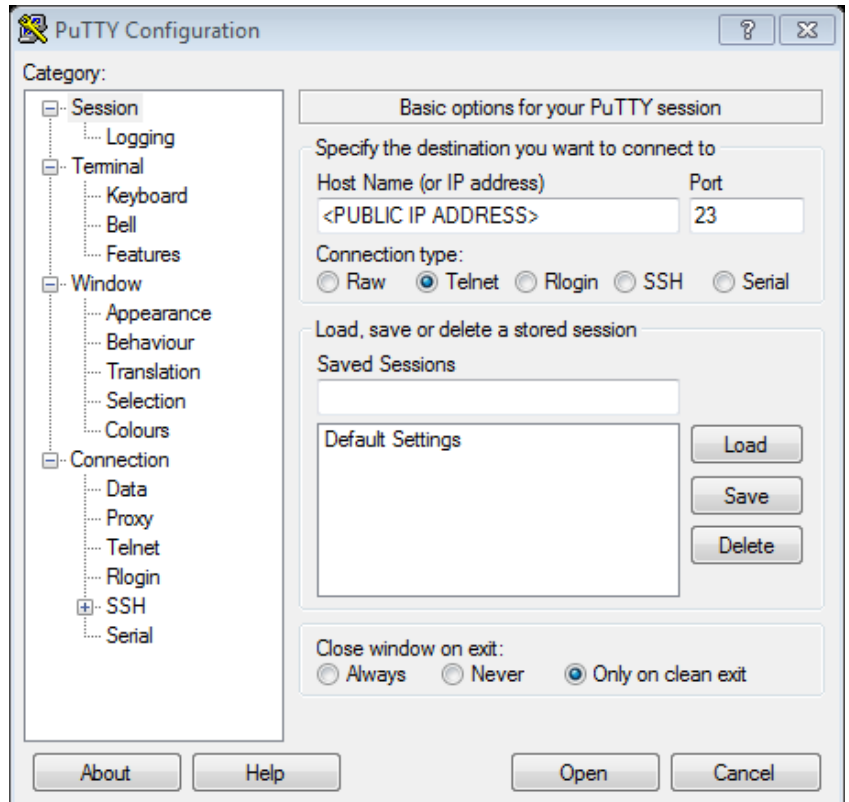 PuTTY Configuration
Category:
Session
Logging
Terminal
Keyboard
Bell
Features
Window
Appearance
Behaviour
Translation
Selection
Colours
Connection
Data
Proxy
Telnet
Rlogin
SSH
Serial
Basic options for your PuTTY session
Specify the destination you want to connect to
Host Name (or IP address) Port
<PUBLIC IP ADDRESS> 23
Connection type:
Raw Telnet Rlogin SSH Serial
Load, save or delete a stored session
Saved Sessions
Default Settings
Load
Save
Delete
Close window on exit:
Always Never Only on clean exit
About Help Open Cancel